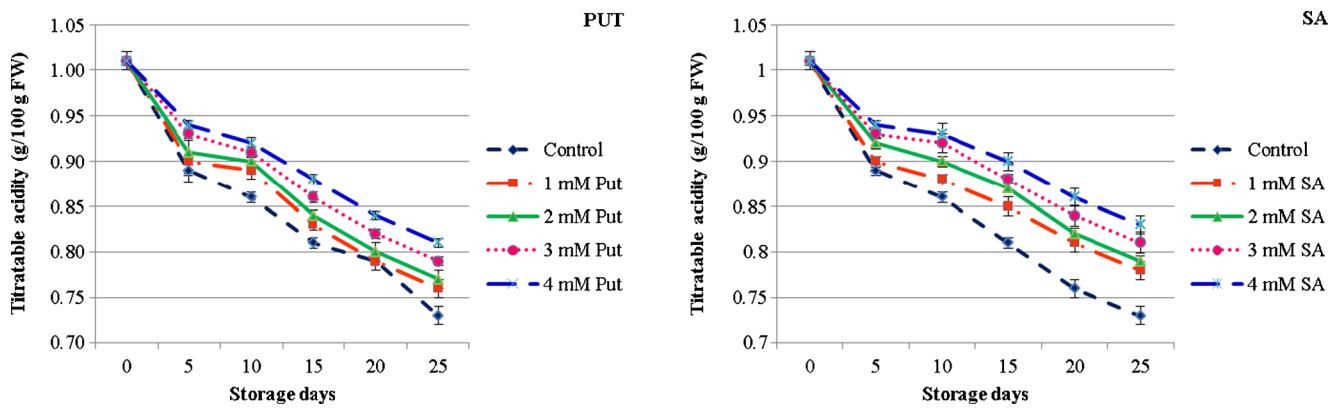 PUT
Titratable acidity (g/100 g FW)
1.05
1.00
0.95
0.90
0.85
0.80
0.75
0.70
0 5 10 15 20 25
Storage days
Control
1 mM Put
2 mM Put
3 mM Put
4 mM Put
SA
Titratable acidity (g/100 g FW)
1.05
1
0.95
0.9
0.85
0.8
0.75
0.7
0 5 10 15 20 25
Storage days
Control
1 mM SA
2 mM SA
3 mM SA
4 mM SA